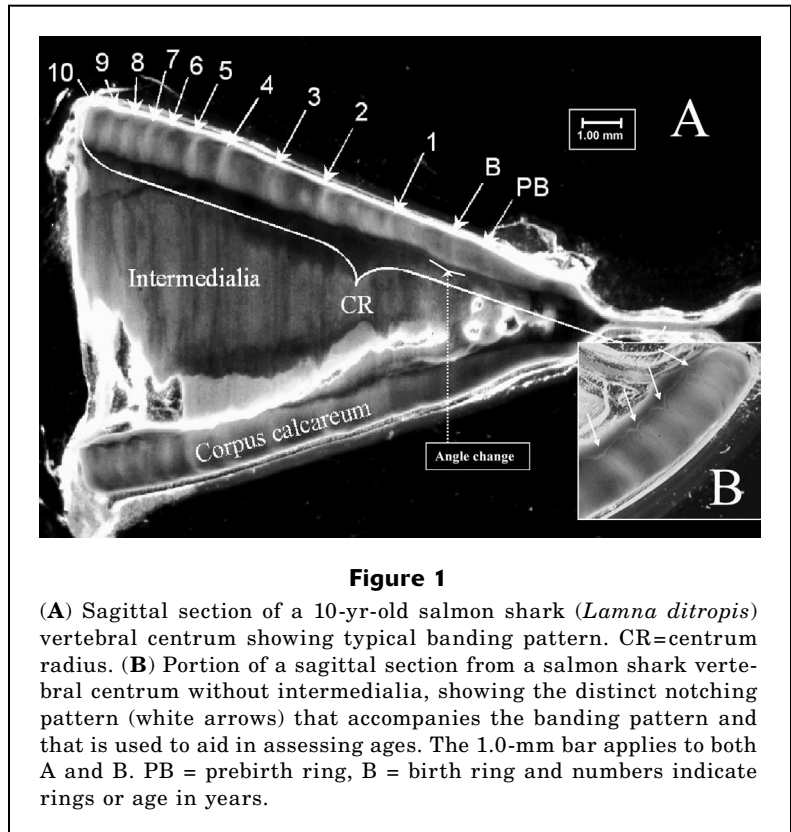 10 9 8 7 6 5 4 3 2 1 B PB
1.00 mm
A
Intermedialia
CR
Corpus calcareum
Angle change
B
Figure 1
(A) Sagittal section of a 10-yr-old salmon shark (Lamna ditropis)
vertebral centrum showing typical banding pattern. CR=centrum
radius. (B) Portion of a sagittal section from a salmon shark verte-
bral centrum without intermedialia, showing the distinct notching
pattern (white arrows) that accompanies the banding pattern and
that is used to aid in assessing ages. The 1.0-mm bar applies to both
A and B. PB = prebirth ring, B = birth ring and numbers indicate
rings or age in years.